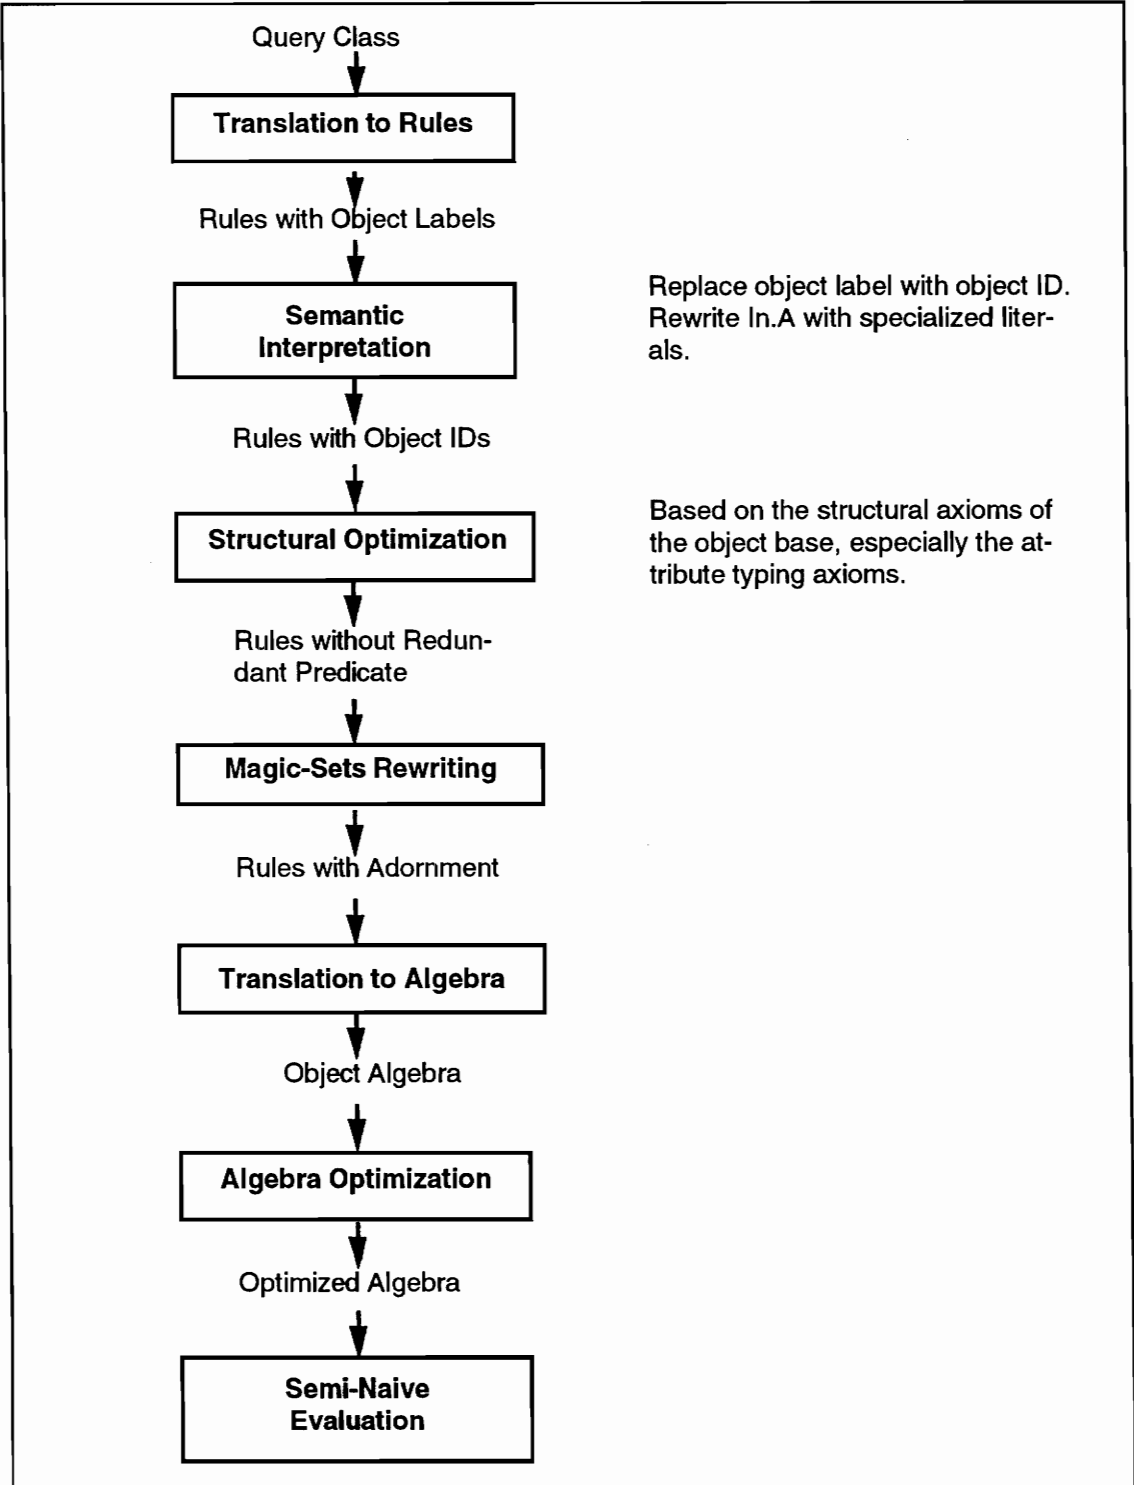 Query Class
Translation to Rules
Rules with Object Labels
Semantic
Interpretation
Replace object label with object ID.
Rewrite In.A with specialized liter-
als.
Rules with Object IDs
Structural Optimization
Based on the structural axioms of
the object base, especially the at-
tribute typing axioms.
Rules without Redun-
dant Predicate
Magic-Sets Rewriting
Rules with Adornment
Translation to Algebra
Object Algebra
Algebra Optimization
Optimized Algebra
Semi-Naive
Evaluation